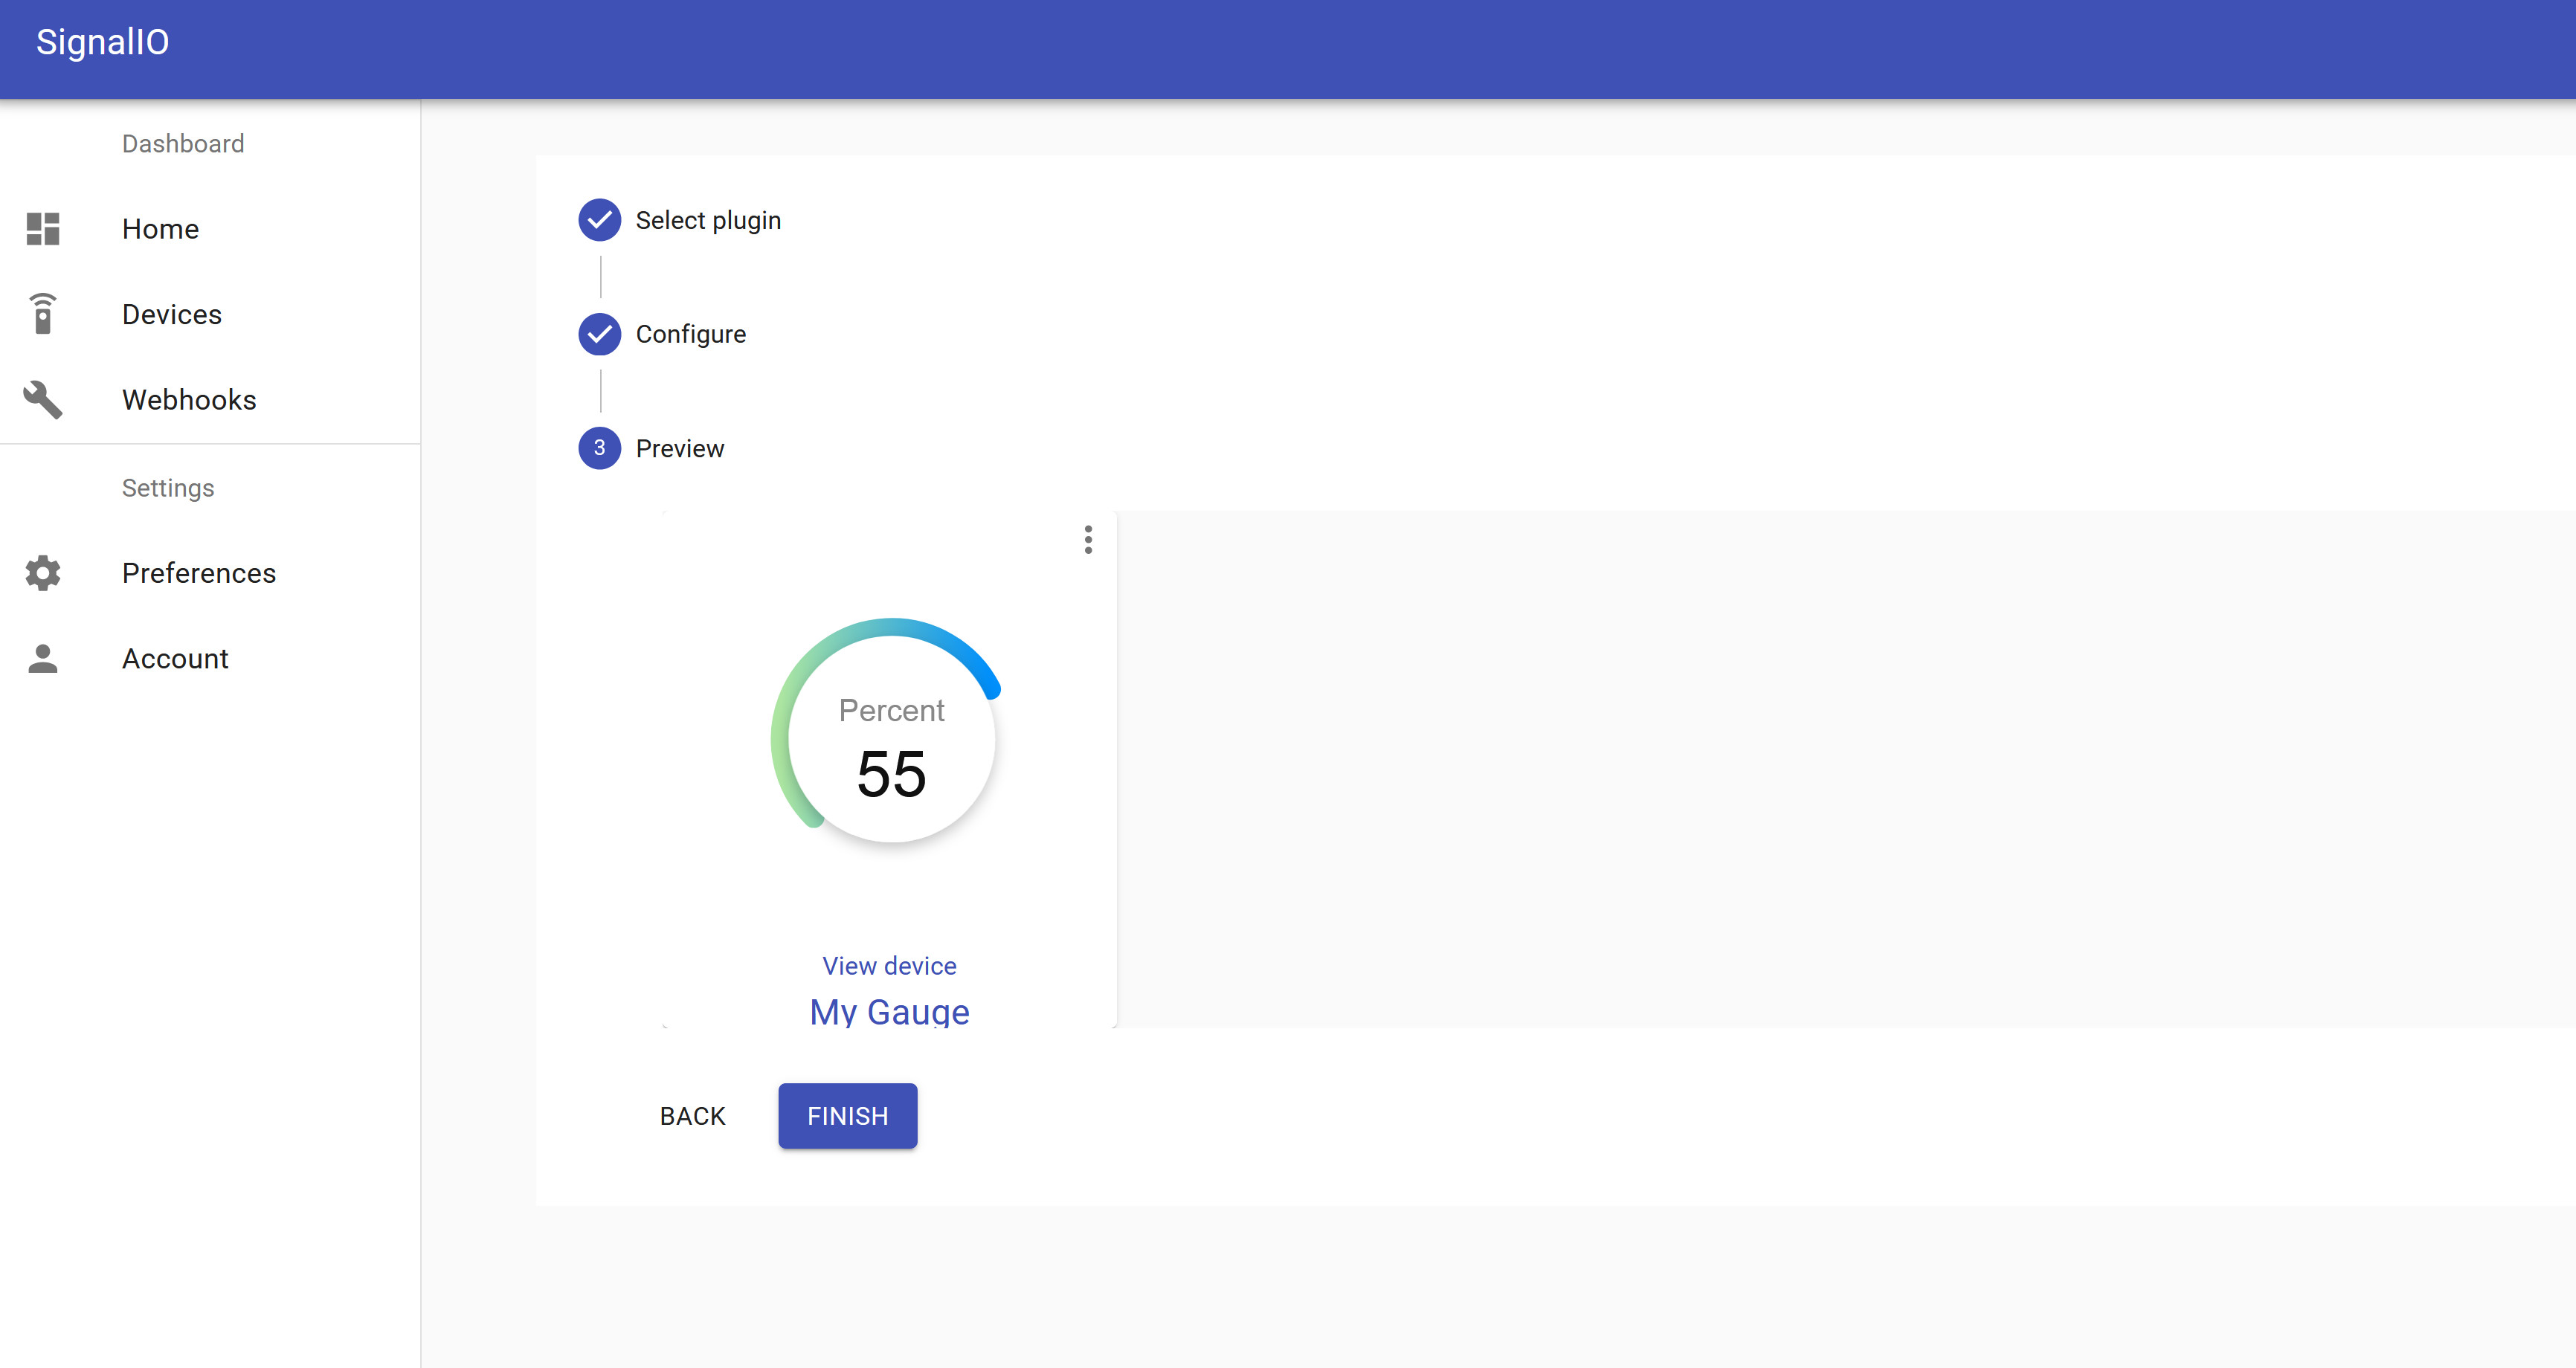 SignalIO
Dashboard
Home
Devices
Webhooks
Settings
Preferences
Account
Select plugin
Configure
3 Preview
Percent
55
View device
My Gauge
BACK FINISH